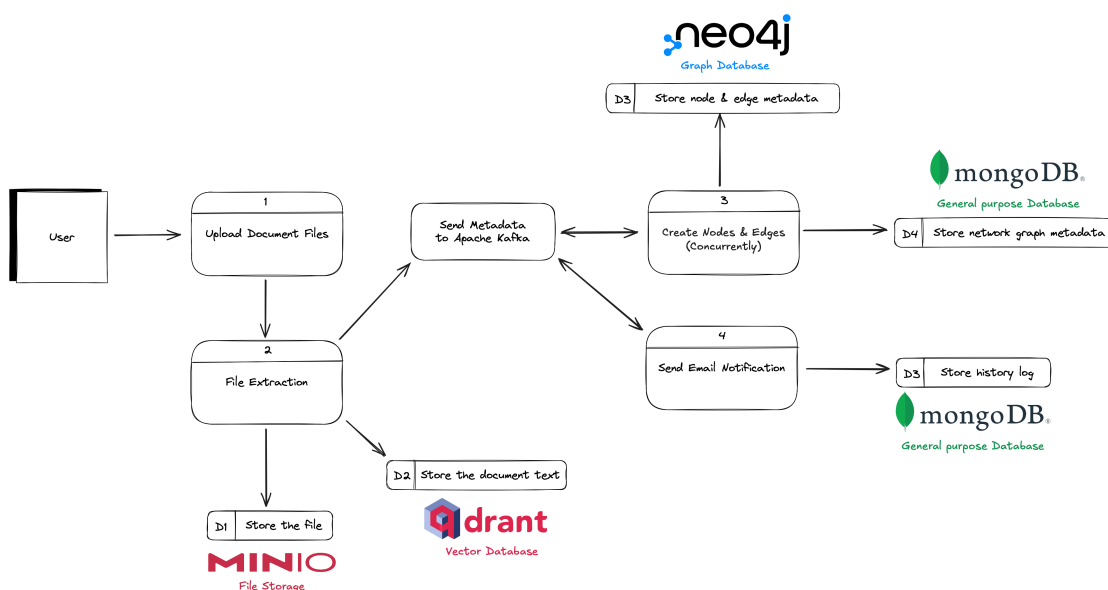 neo4j
Graph Database
D3
Store node & edge metadata
mongoDB®
General purpose Database
D4
Store network graph metadata
User
1
Upload Document Files
Send Metadata
to Apache Kafka
3
Create Nodes & Edges
(Concurrently)
2
File Extraction
4
Send Email Notification
D3
Store history log
mongoDB®
General purpose Database
D2
Store the document text
qdrant
Vector Database
D1
Store the file
MINIO
File Storage